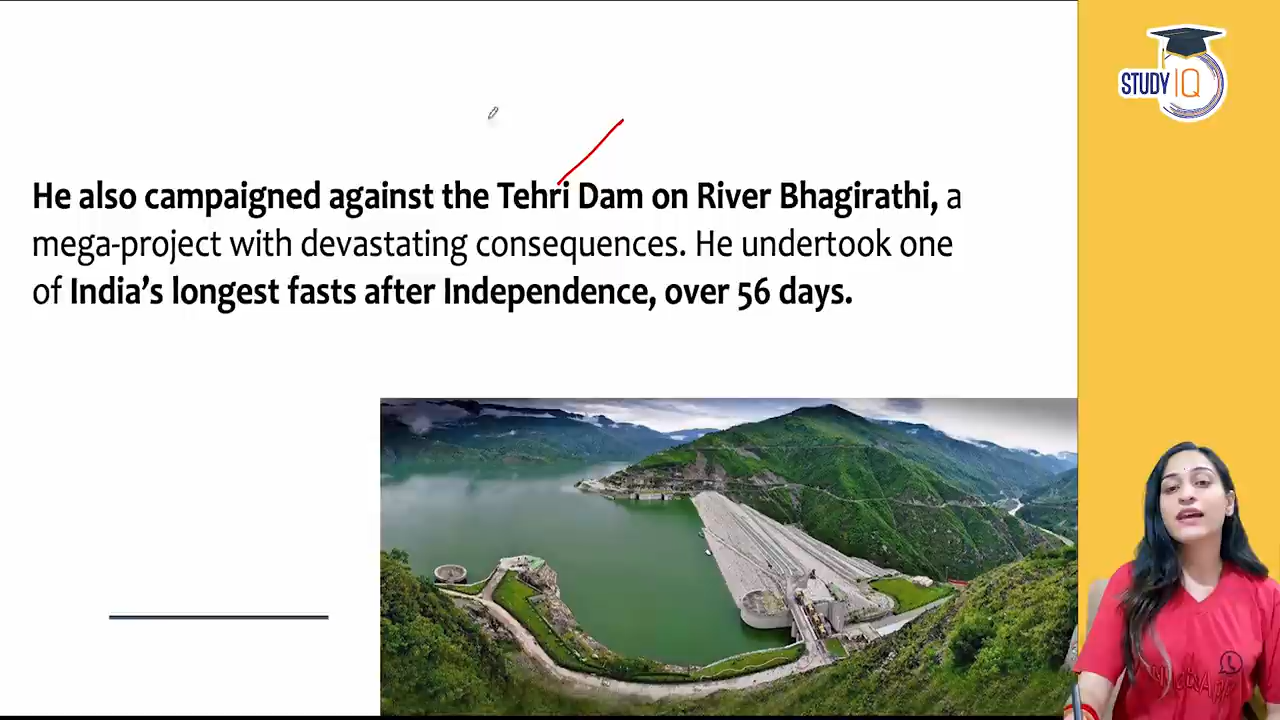 STUDY IQ
He also campaigned against the Tehri Dam on River Bhagirathi, a
mega-project with devastating consequences. He undertook one
of India’s longest fasts after Independence, over 56 days.